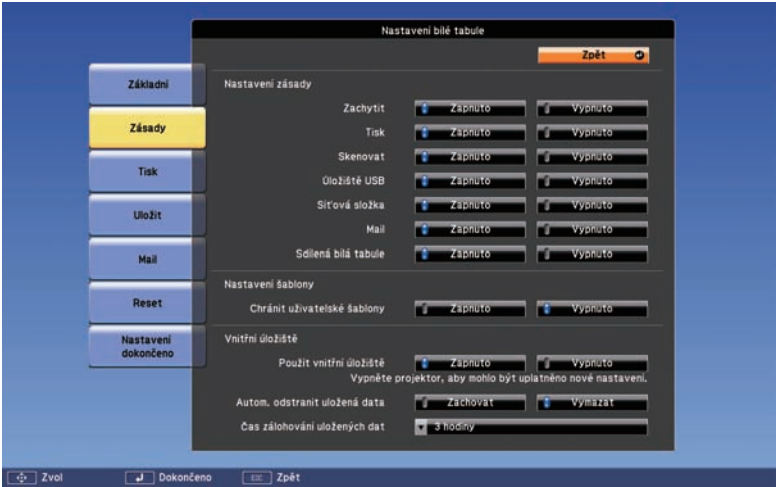 Nastavení bílé tabule
Zpět
Základní
Zásady
Tisk
Uložit
Mail
Reset
Nastavení
dokončeno
Nastavení zásady
Zachytit Zapnuto Vypnuto
Tisk Zapnuto Vypnuto
Skenovat Zapnuto Vypnuto
Úložiště USB Zapnuto Vypnuto
Síťová složka Zapnuto Vypnuto
Mail Zapnuto Vypnuto
Sdílená bílá tabule Zapnuto Vypnuto
Nastavení šablony
Chránit uživatelské šablony Zapnuto Vypnuto
Vnitřní úložiště
Použít vnitřní úložiště Zapnuto Vypnuto
Vypněte projektor, aby mohlo být uplatněno nové nastavení.
Autom. odstranit uložená data Zachovat Vymazat
Čas zálohování uložených dat 3 hodiny
Zvol Dokončeno Zpět